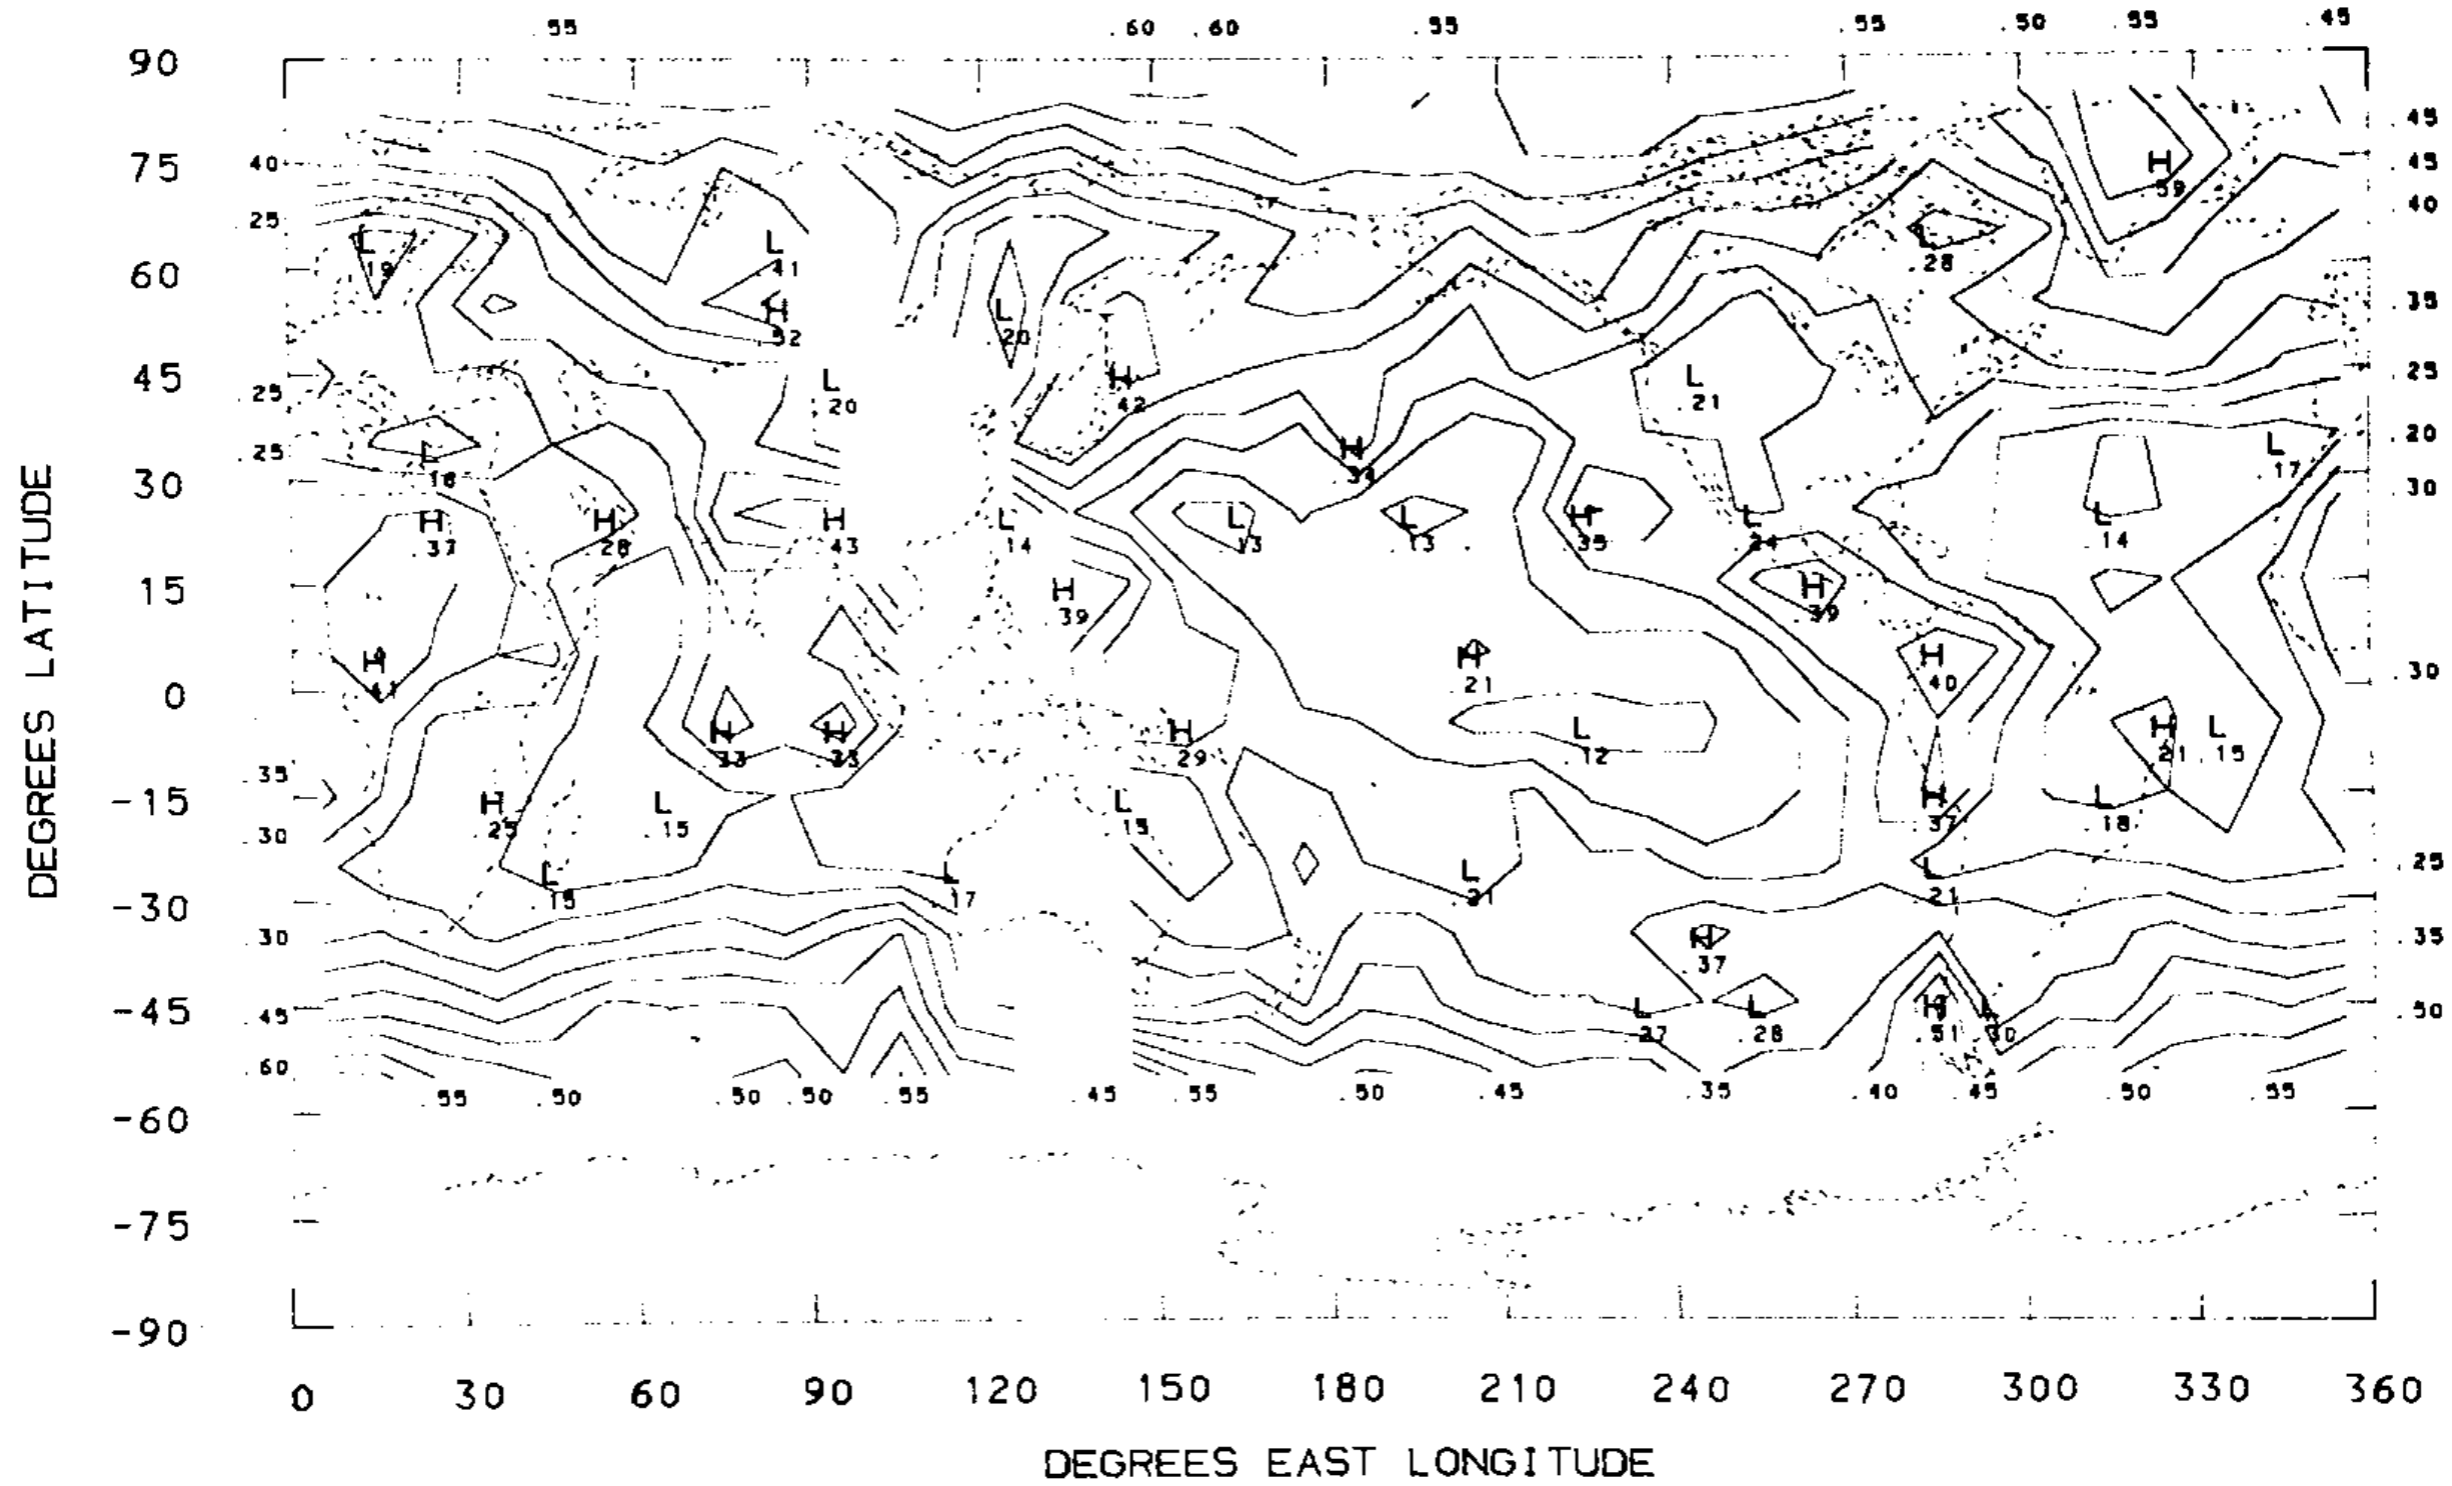 .55 .60 .60 .55 .55 .50 .55 .45
90
.45
75 40 H .45
.59
.40
.25
L L L
.19 60 .41 .28
H L .35
.52 .20
45 L H L .25
.25 .20 .42 .21
.25 L H L .20
.18 .34 .17
30 .30
H H H L L L H L L
.37 .28 .43 .14 .13 .13 .35 .24 .14
15 H H
.39 .39
H H H
.41 .21 .40 .30
0
H H H L H L
.33 .33 .29 .12 .21 .15
.35
-15 H L L H L
.25 .15 .15 .37 .18
.30
L L L L .25
.15 .17 .21 .21
-30
.30 H .35
.37
-45 .45 L L H L .50
.27 .28 .51 .30
.60
.55 .50 .50 .50 .55 .45 .55 .50 .45 .35 .40 .45 .50 .55
-60
-75
-90
0 30 60 90 120 150 180 210 240 270 300 330 360
DEGREES EAST LONGITUDE
DEGREES LATITUDE